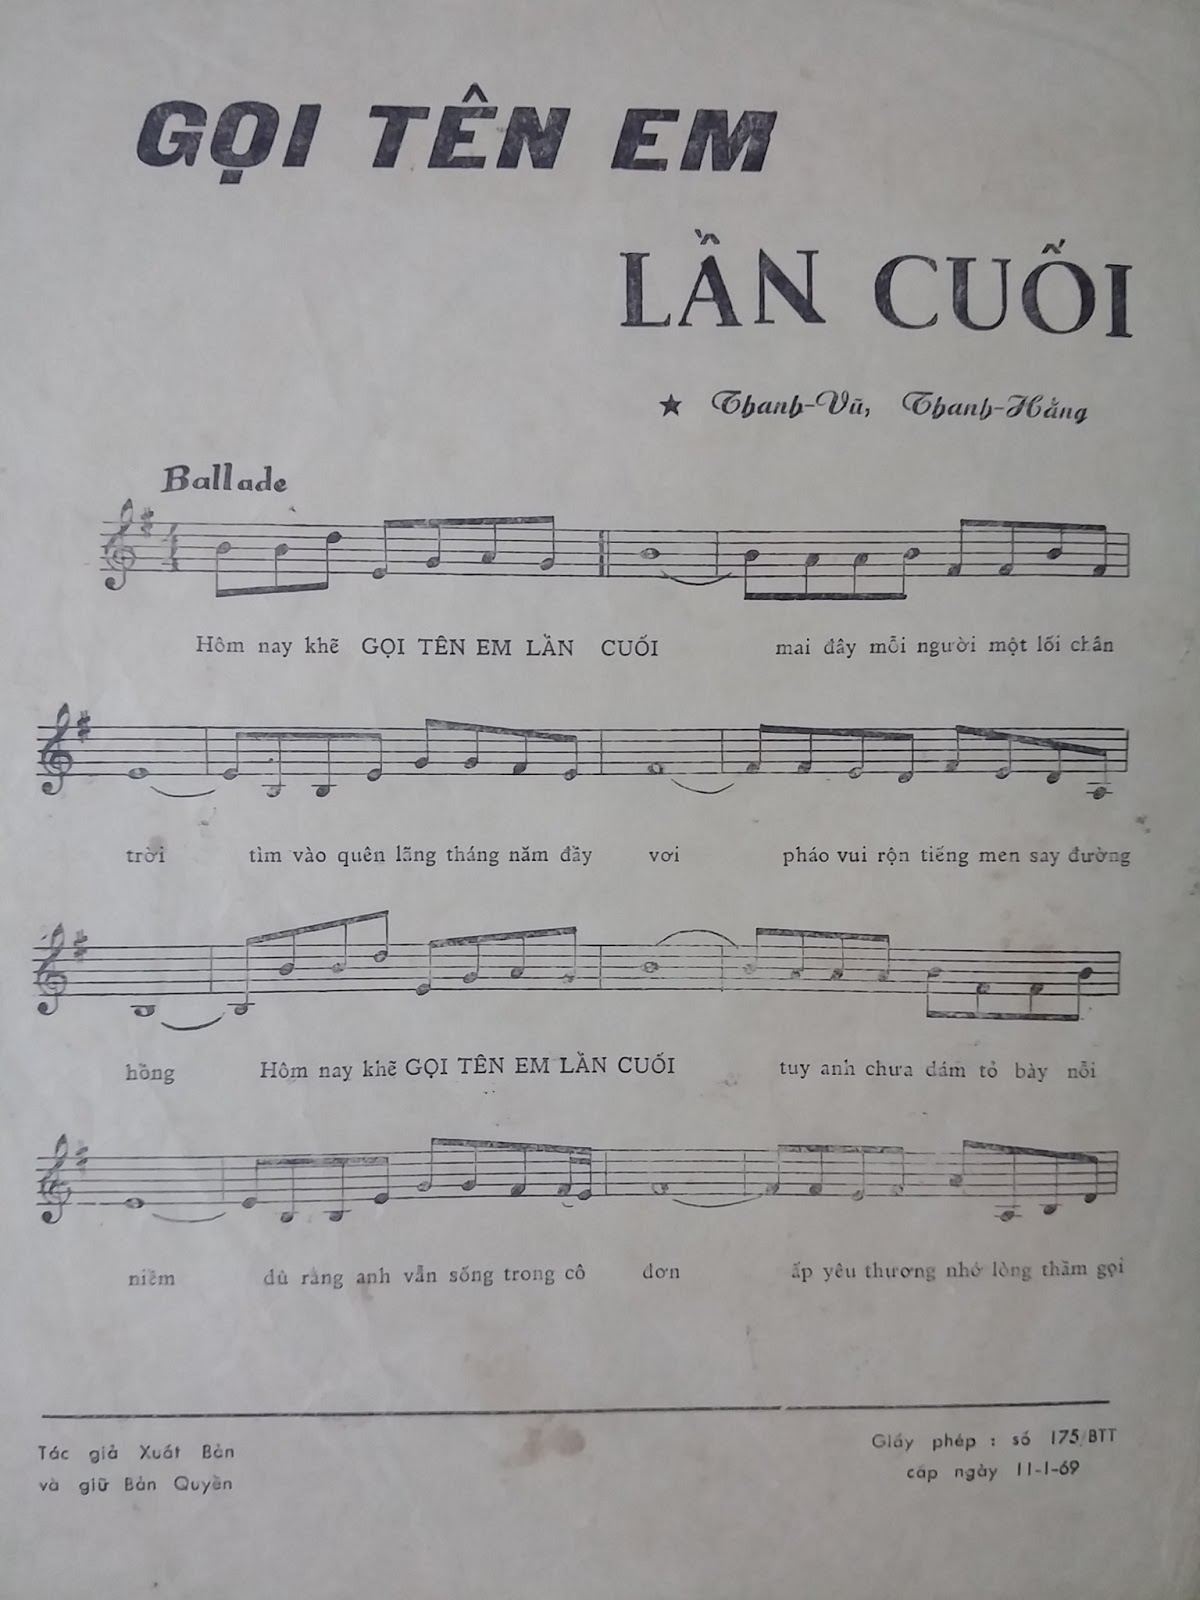 GỌI TÊN EM
LẦN CUỐI
★ Thanh-Vũ, Thanh-Hằng
Ballade
Hôm nay khẽ GỌI TÊN EM LẦN CUỐI mai đây mỗi người một lối chân
trời tìm vào quên lãng tháng năm đầy vơi pháo vui rộn tiếng men say đường
hồng Hôm nay khẽ GỌI TÊN EM LẦN CUỐI tuy anh chưa dám tỏ bày nỗi
niềm dù rằng anh vẫn sống trong cô đơn ấp yêu thương nhớ lòng thầm gọi
Tác giả Xuất Bản
và giữ Bản Quyền
Giấy phép : số 175/BTT
cấp ngày 11-1-69